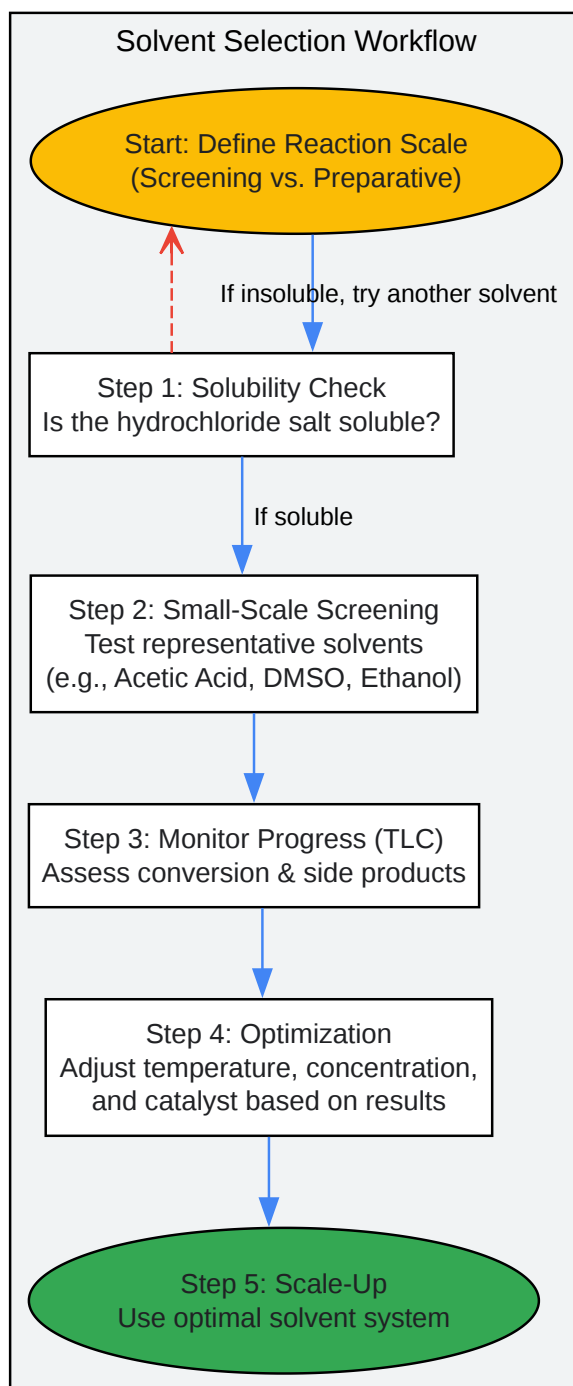 Solvent Selection Workflow
Start: Define Reaction Scale
(Screening vs. Preparative)
If insoluble, try another solvent
Step 1: Solubility Check
Is the hydrochloride salt soluble?
If soluble
Step 2: Small-Scale Screening
Test representative solvents
(e.g., Acetic Acid, DMSO, Ethanol)
Step 3: Monitor Progress (TLC)
Assess conversion & side products
Step 4: Optimization
Adjust temperature, concentration,
and catalyst based on results
Step 5: Scale-Up
Use optimal solvent system